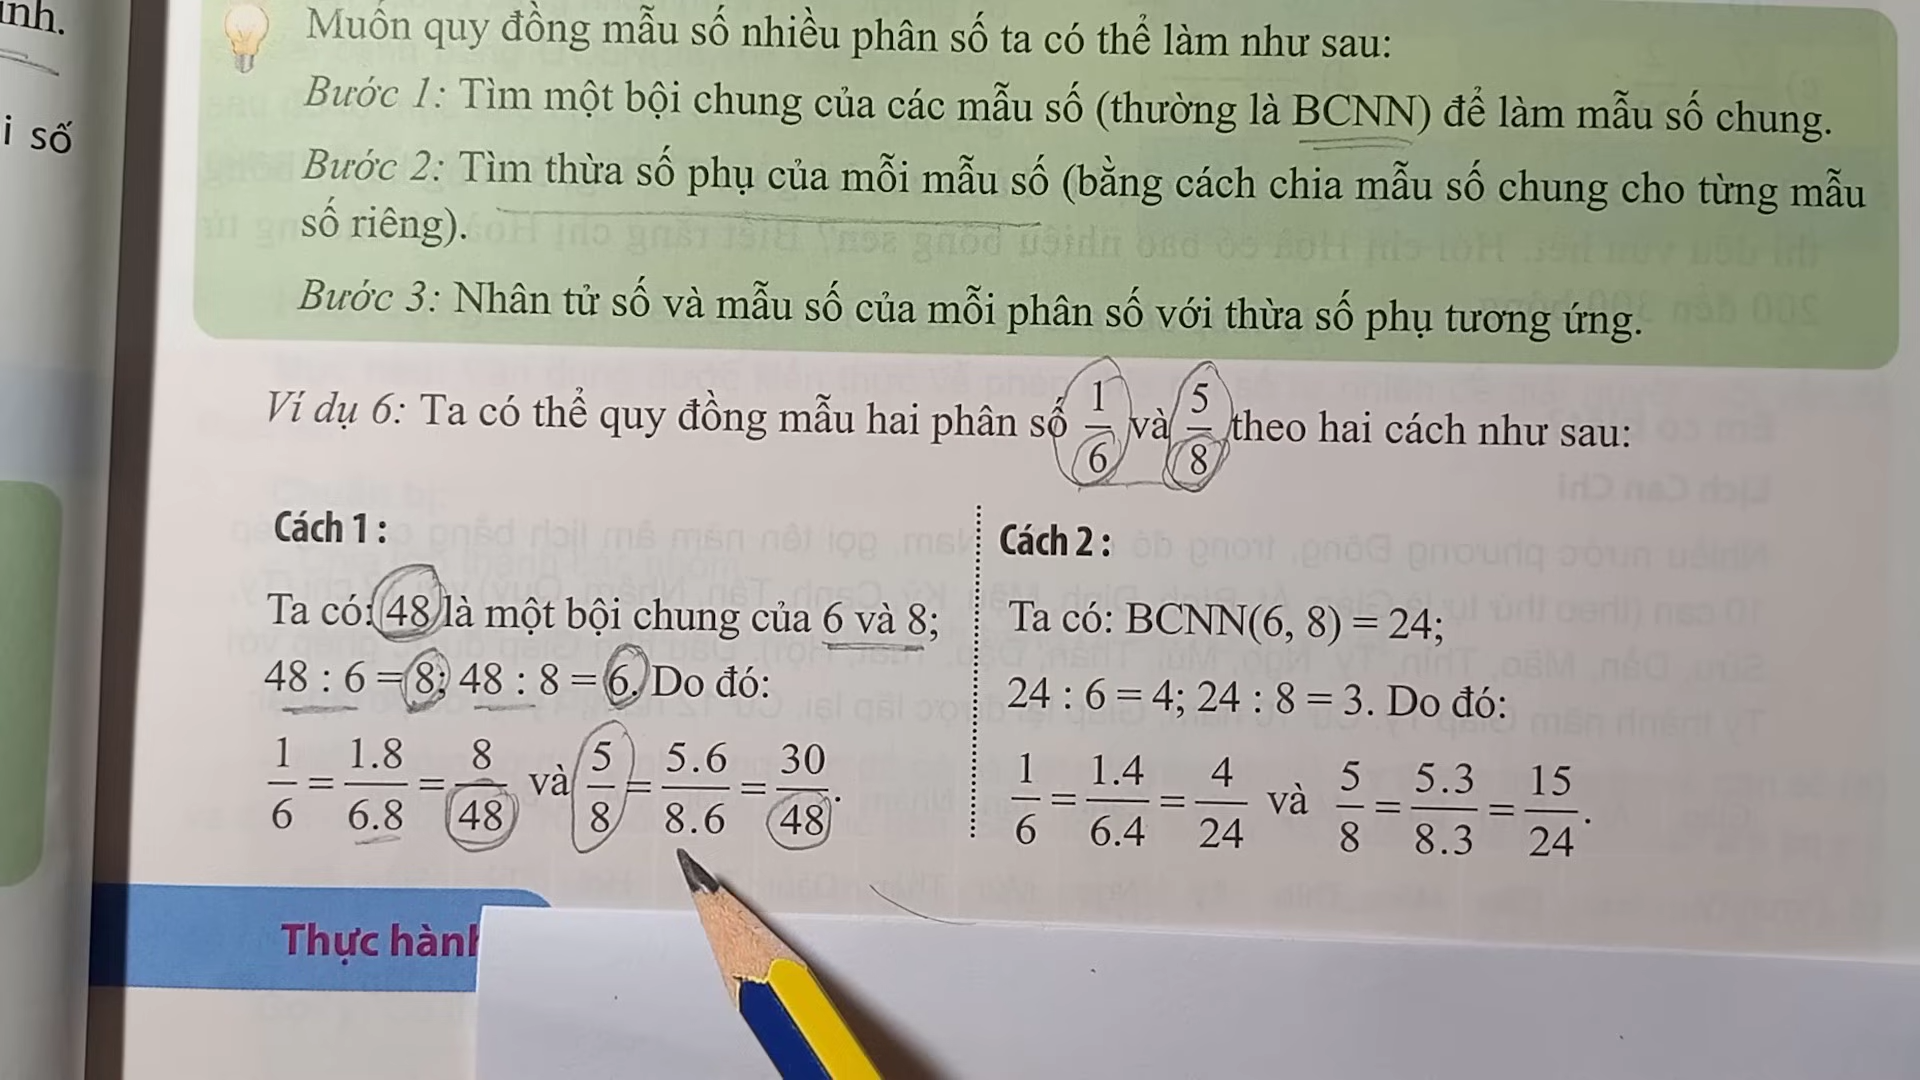 nh.
i số
Muốn quy đồng mẫu số nhiều phân số ta có thể làm như sau:
Bước 1: Tìm một bội chung của các mẫu số (thường là BCNN) để làm mẫu số chung.
Bước 2: Tìm thừa số phụ của mỗi mẫu số (bằng cách chia mẫu số chung cho từng mẫu
số riêng).
Bước 3: Nhân tử số và mẫu số của mỗi phân số với thừa số phụ tương ứng.
Ví dụ 6: Ta có thể quy đồng mẫu hai phân số 1/6 và 5/8 theo hai cách như sau:
Cách 1 :
Ta có: 48 là một bội chung của 6 và 8;
48 : 6 = 8; 48 : 8 = 6. Do đó:
1/6 = 1.8/6.8 = 8/48 và 5/8 = 5.6/8.6 = 30/48.
Cách 2 :
Ta có: BCNN(6, 8) = 24;
24 : 6 = 4; 24 : 8 = 3. Do đó:
1/6 = 1.4/6.4 = 4/24 và 5/8 = 5.3/8.3 = 15/24.
Thực hành